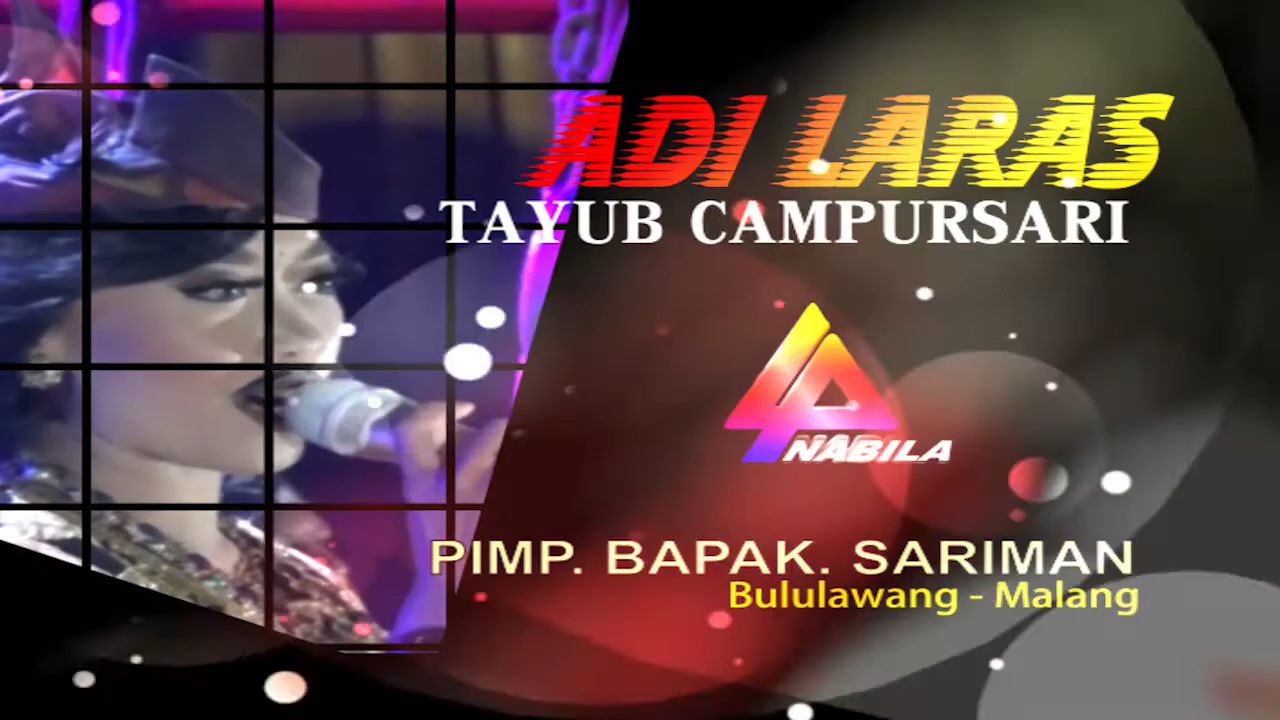 ADI LARAS
TAYUB CAMPURSARI
NABILA
PIMP. BAPAK. SARIMAN
Bululawang - Malang